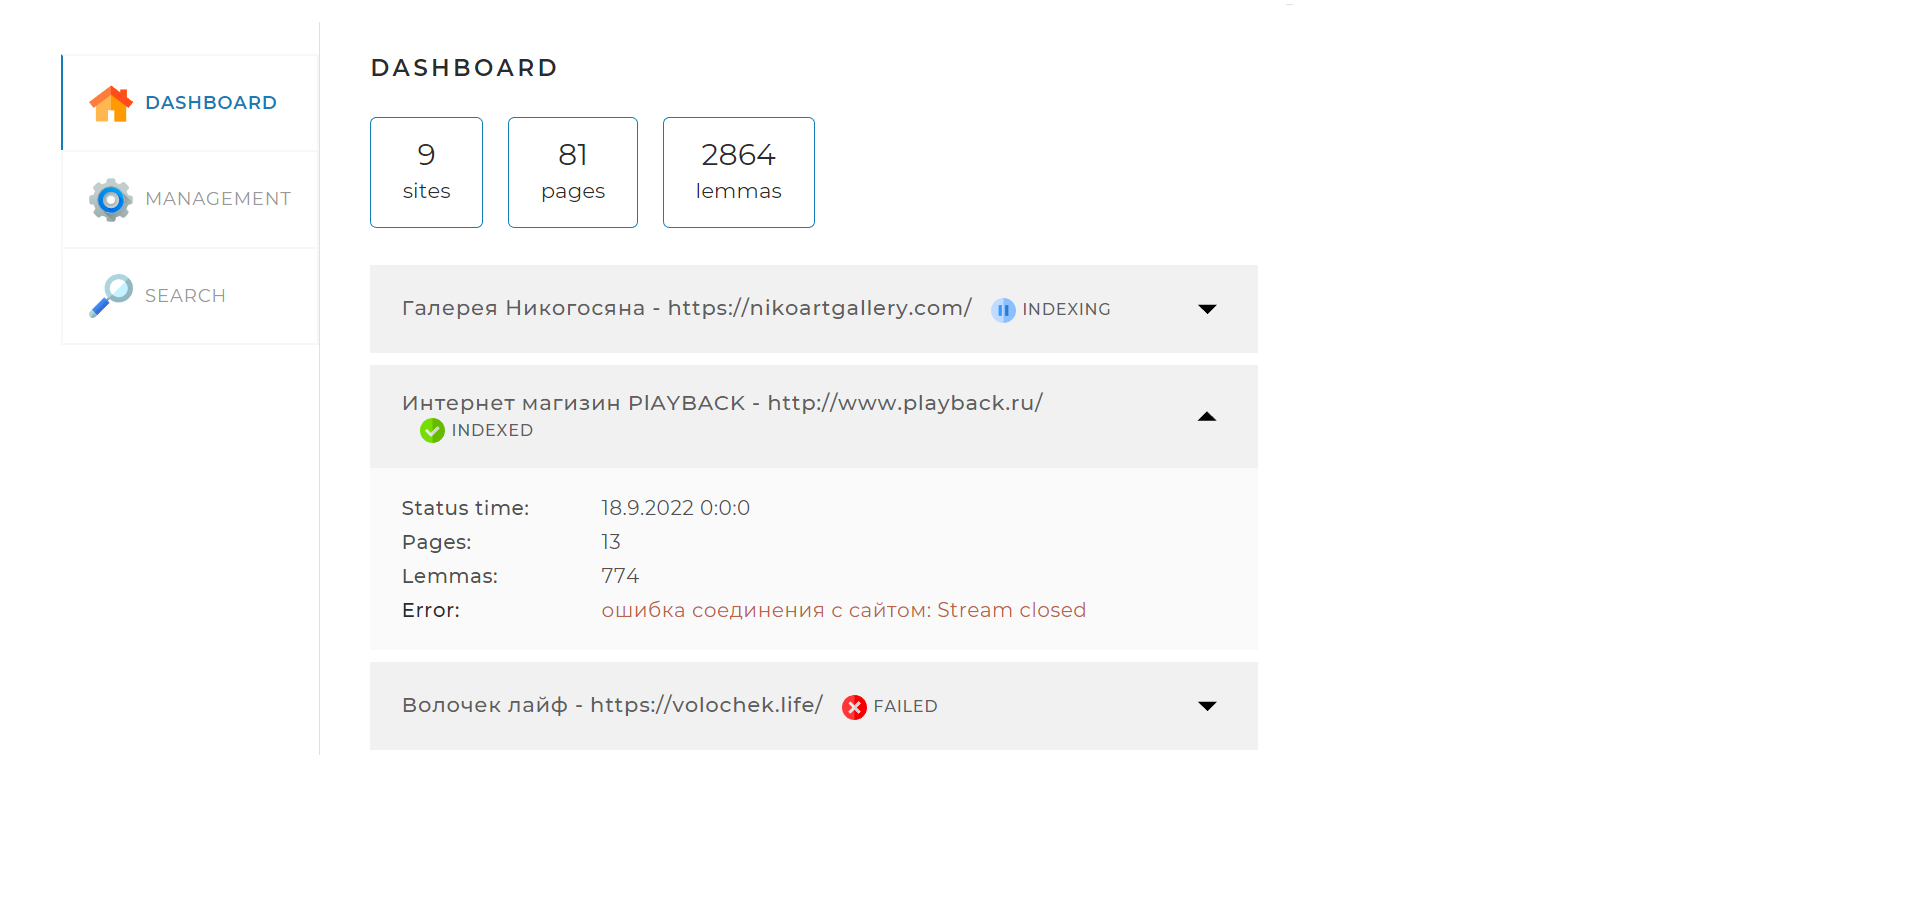 DASHBOARD
MANAGEMENT
SEARCH
DASHBOARD
9
sites
81
pages
2864
lemmas
Галерея Никогосяна - https://nikoartgallery.com/ INDEXING
Интернет магизин PlAYBACK - http://www.playback.ru/
INDEXED
Status time: 18.9.2022 0:0:0
Pages: 13
Lemmas: 774
Error: ошибка соединения с сайтом: Stream closed
Волочек лайф - https://volochek.life/ FAILED